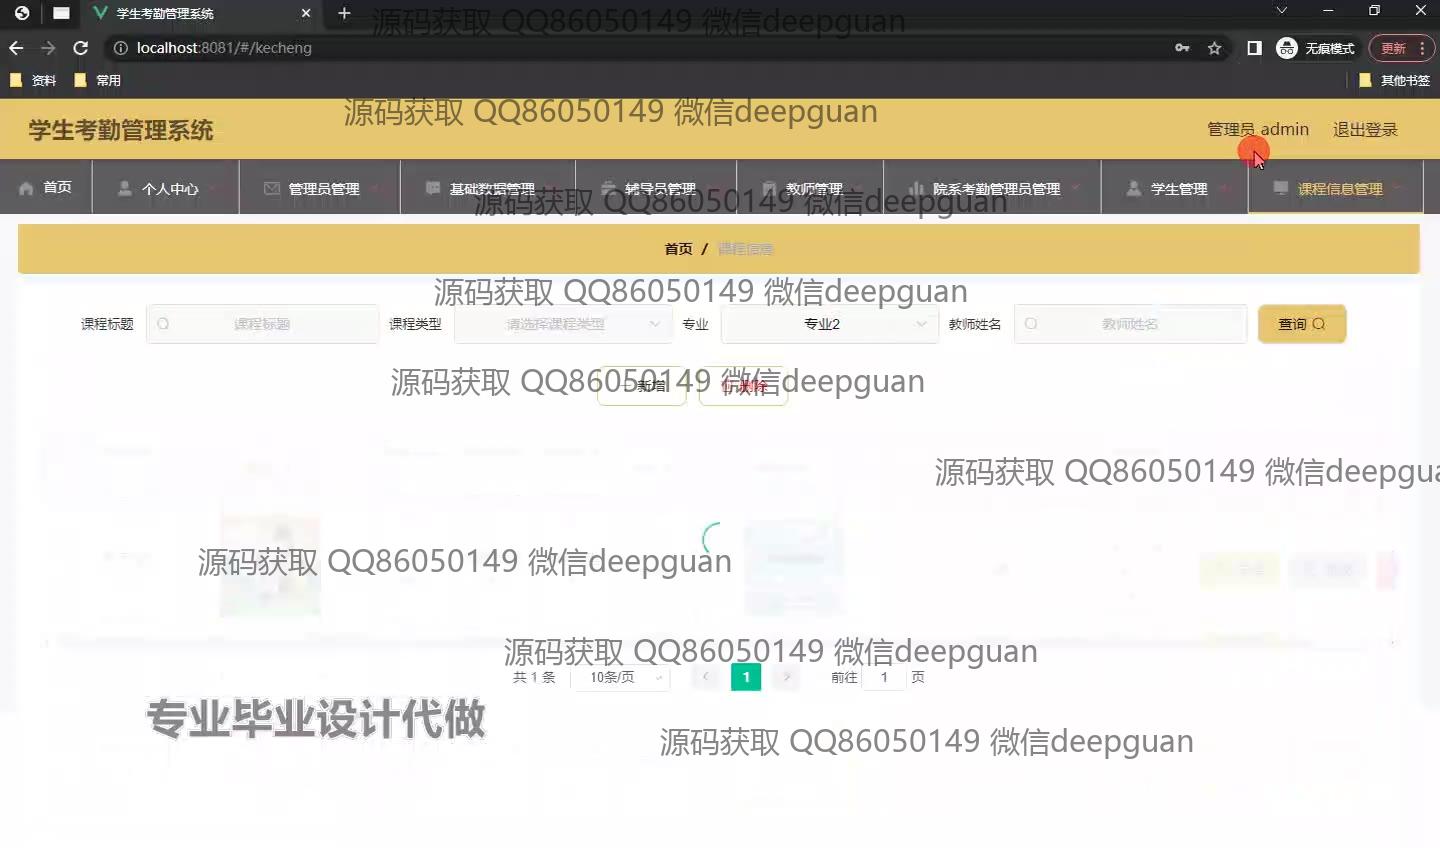 学生考勤管理系统
源码获取 QQ86050149 微信deepguan
localhost:8081/#/kecheng
无痕模式
更新
资料
常用
其他书签
源码获取 QQ86050149 微信deepguan
学生考勤管理系统
管理员 admin
退出登录
首页
个人中心
管理员管理
基础数据管理
辅导员管理
教师管理
院系考勤管理员管理
学生管理
课程信息管理
源码获取 QQ86050149 微信deepguan
首页 / 课程信息
源码获取 QQ86050149 微信deepguan
课程标题 课程标题
课程类型 请选择课程类型
专业 专业2
教师姓名 教师姓名
查询
源码获取 QQ86050149 微信deepguan
新增
删除
源码获取 QQ86050149 微信deepgua
源码获取 QQ86050149 微信deepguan
源码获取 QQ86050149 微信deepguan
共 1 条 10条/页 < 1 > 前往 1 页
专业毕业设计代做
源码获取 QQ86050149 微信deepguan